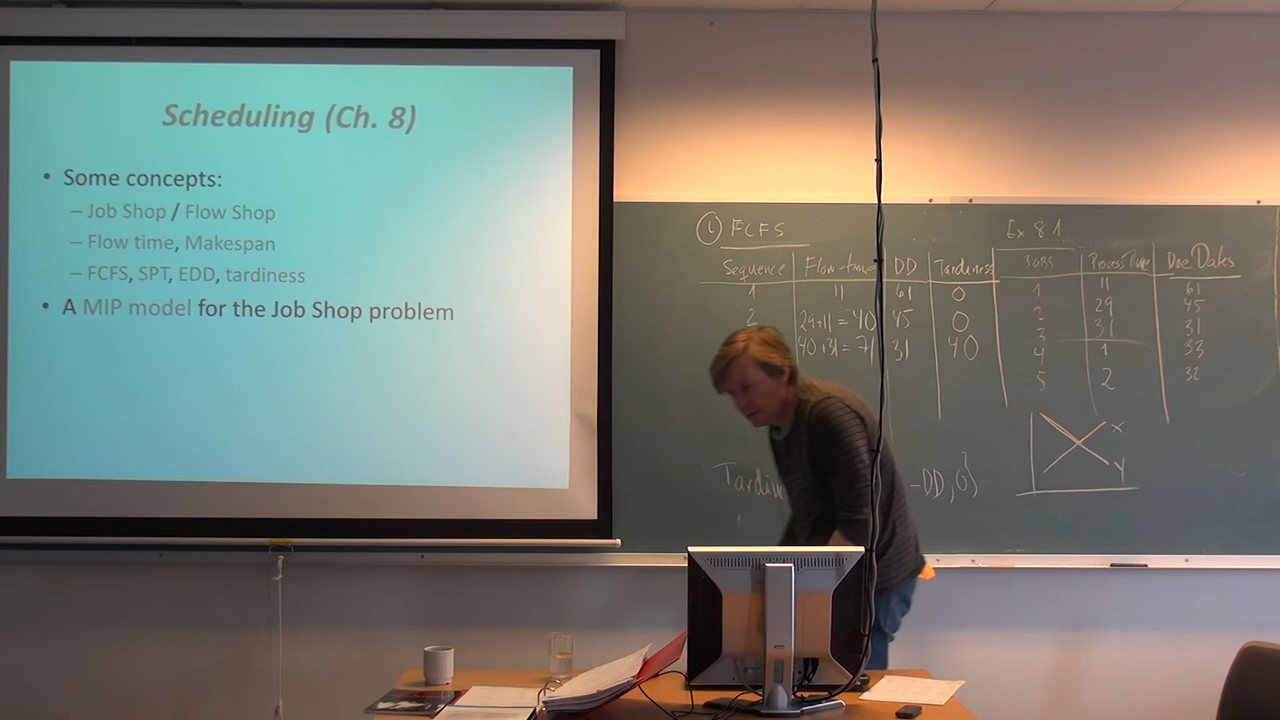 Scheduling (Ch. 8)
• Some concepts:
– Job Shop / Flow Shop
– Flow time, Makespan
– FCFS, SPT, EDD, tardiness
• A MIP model for the Job Shop problem
① FCFS
Sequence Flow-time DD Tardiness
1 11 61 0
2 29+11 = 40 45 0
40+31 = 71 31 40
-DD, 0}
Ex 8.1
JOBS Process Time Due Dates
1 11 61
2 29 45
3 31 31
4 1 33
5 2 32
X
Y